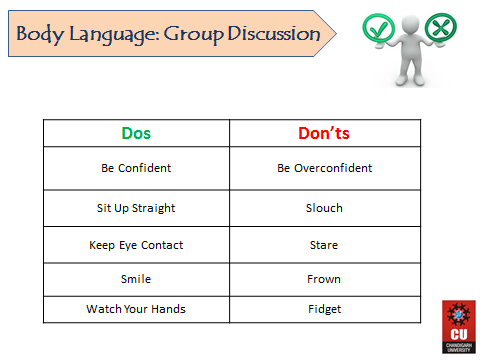 Body Language: Group Discussion
Dos Don'ts
Be Confident Be Overconfident
Sit Up Straight Slouch
Keep Eye Contact Stare
Smile Frown
Watch Your Hands Fidget
CU
CHANDIGARH
UNIVERSITY